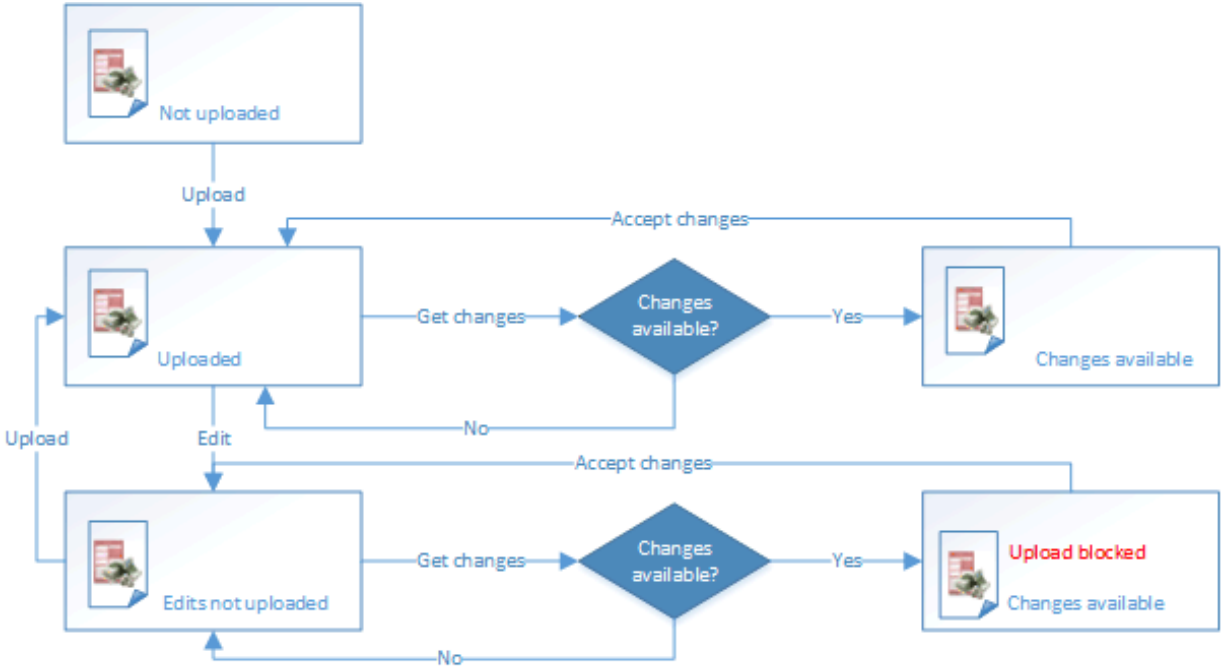 Not uploaded
Upload
Accept changes
Uploaded
Get changes
Changes
available?
Yes
Changes available
No
Upload
Edit
Accept changes
Edits not uploaded
Get changes
Changes
available?
Yes
Upload blocked
Changes available
No